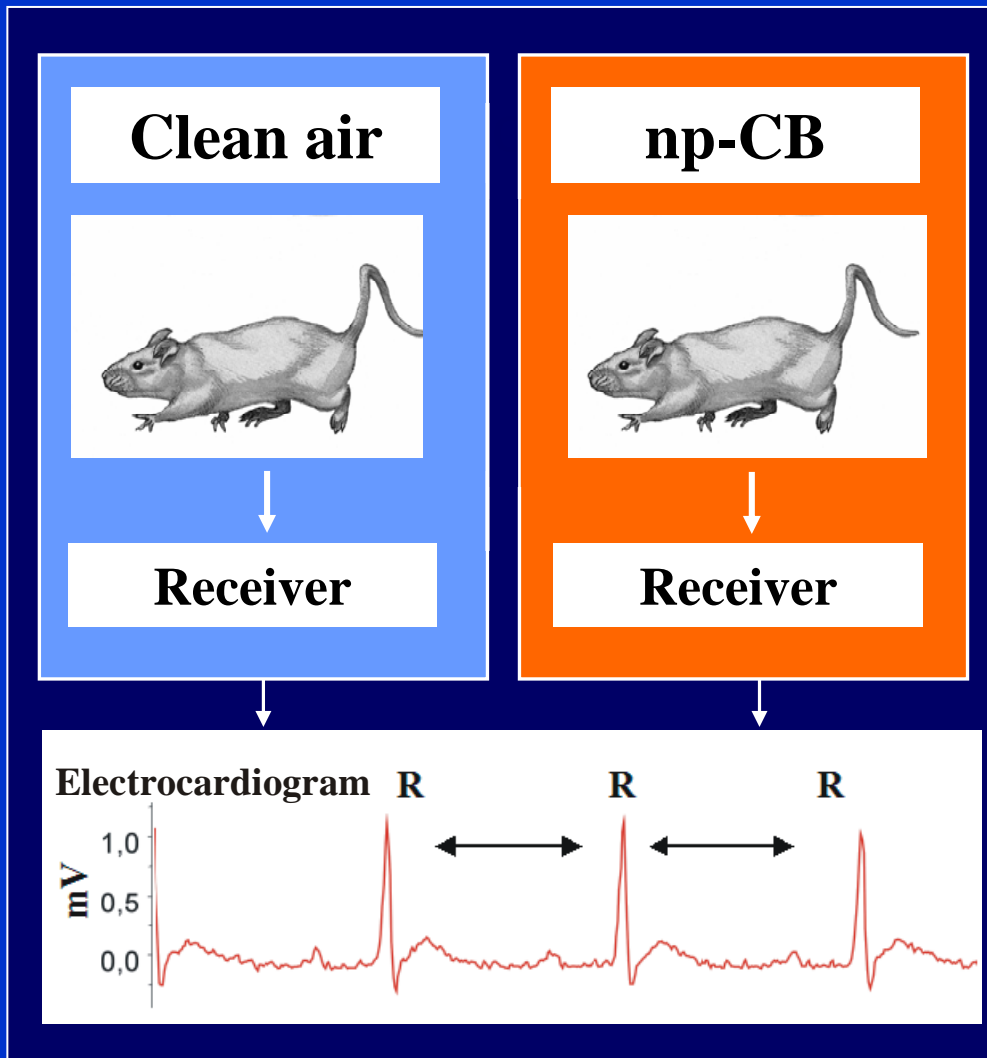 Clean air
np-CB
Receiver
Receiver
Electrocardiogram R R R
mV
1,0
0,5
0,0